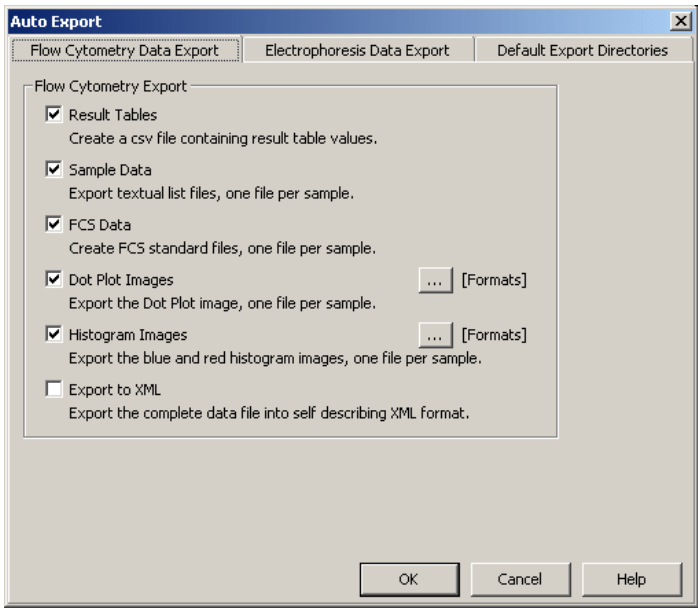 Auto Export
Flow Cytometry Data Export
Electrophoresis Data Export
Default Export Directories
Flow Cytometry Export
Result Tables
Create a csv file containing result table values.
Sample Data
Export textual list files, one file per sample.
FCS Data
Create FCS standard files, one file per sample.
Dot Plot Images
... [Formats]
Export the Dot Plot image, one file per sample.
Histogram Images
... [Formats]
Export the blue and red histogram images, one file per sample.
Export to XML
Export the complete data file into self describing XML format.
OK
Cancel
Help